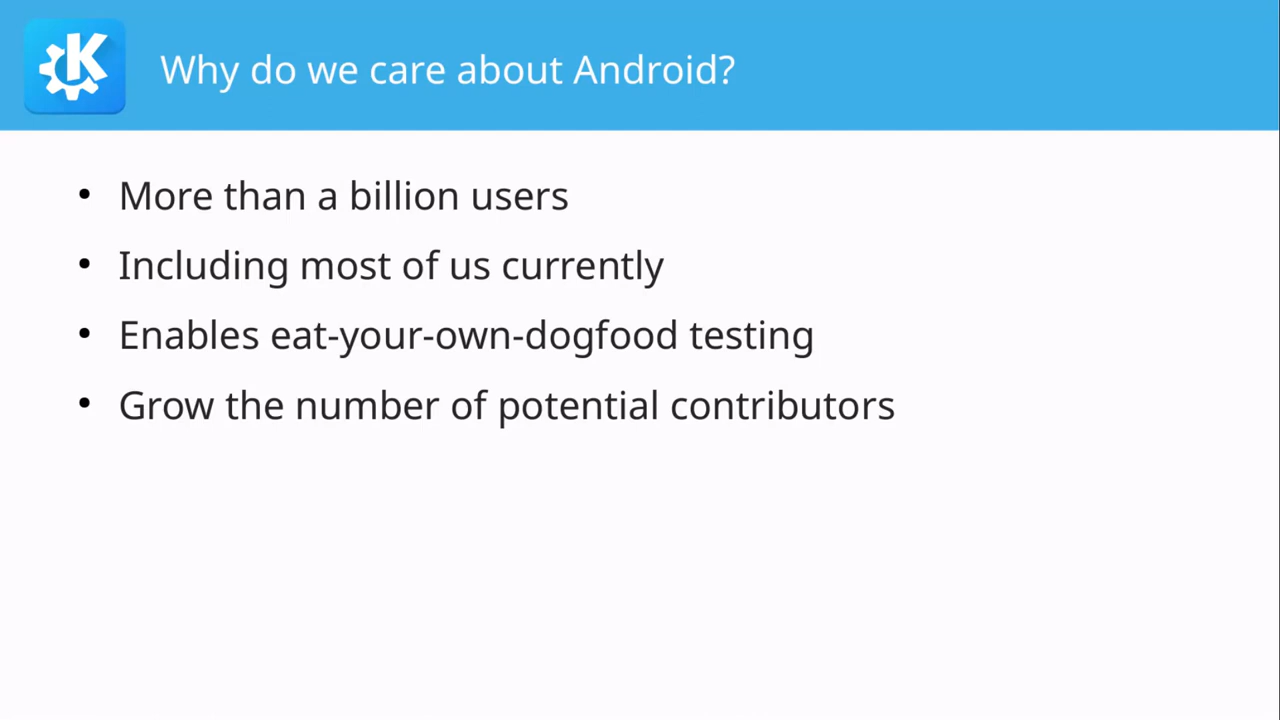 Why do we care about Android?
• More than a billion users
• Including most of us currently
• Enables eat-your-own-dogfood testing
• Grow the number of potential contributors